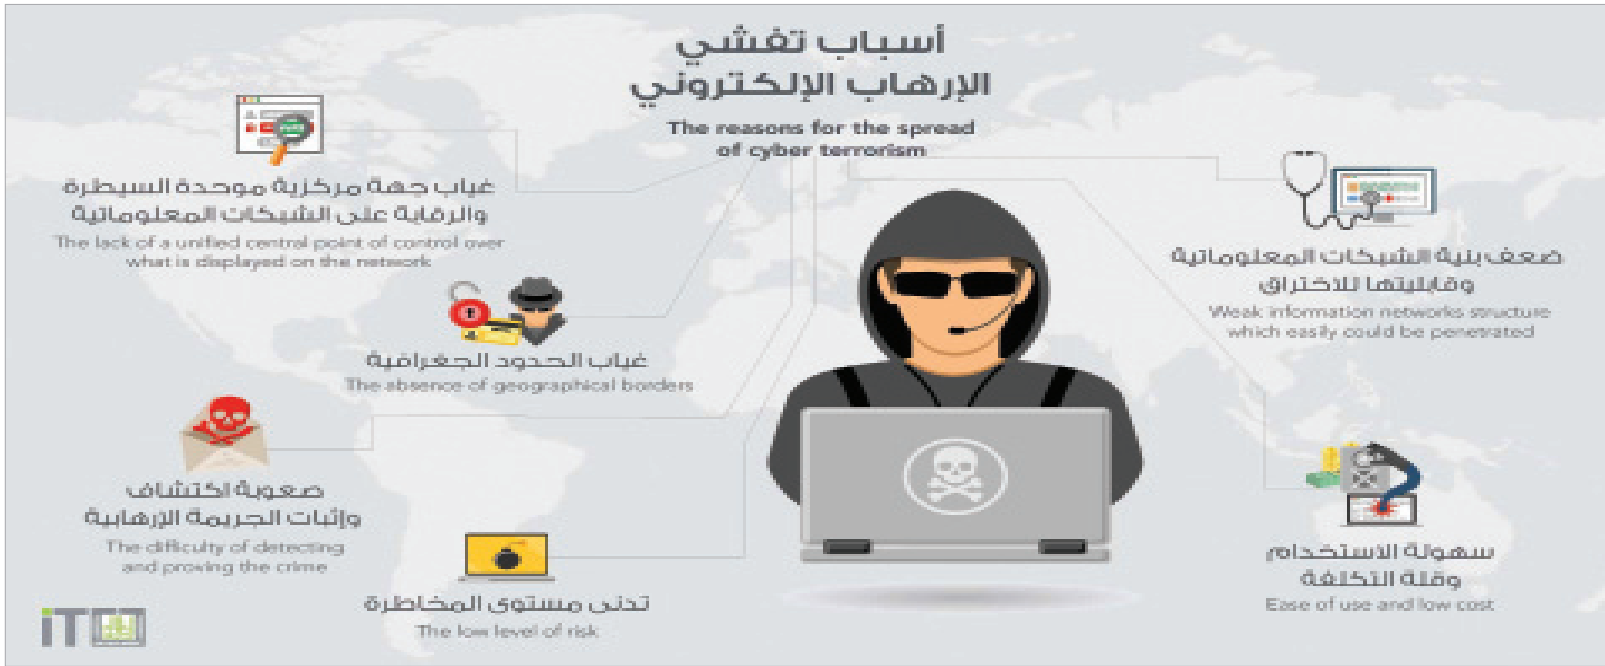 أسباب تفشي
الإرهاب الإلكتروني
The reasons for the spread
of cyber terrorism
ضعف بنية الشبكات المعلوماتية
وقابليتها للاختراق
Weak information networks structure
which easily could be penetrated
سهولة الاستخدام
وقلة التكلفة
Ease of use and low cost
غياب جهة مركزية موحدة السيطرة
والرقابة على الشبكات المعلوماتية
The lack of a unified central point of control over
what is displayed on the network
غياب الحدود الجغرافية
The absence of geographical borders
صعوبة اكتشاف
وإثبات الجريمة الإرهابية
The difficulty of detecting
and proving the crime
تدنى مستوى المخاطرة
The low level of risk
iT